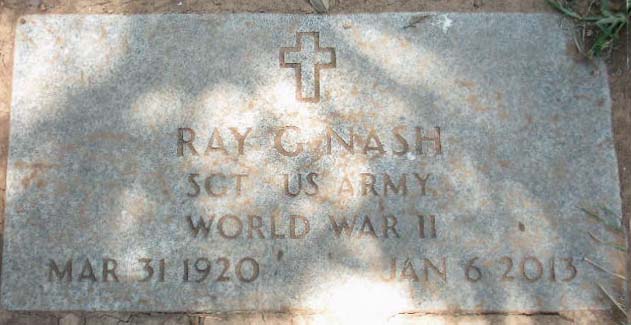 RAY G NASH
SGT US ARMY
WORLD WAR II
MAR 31 1920 JAN 6 2013